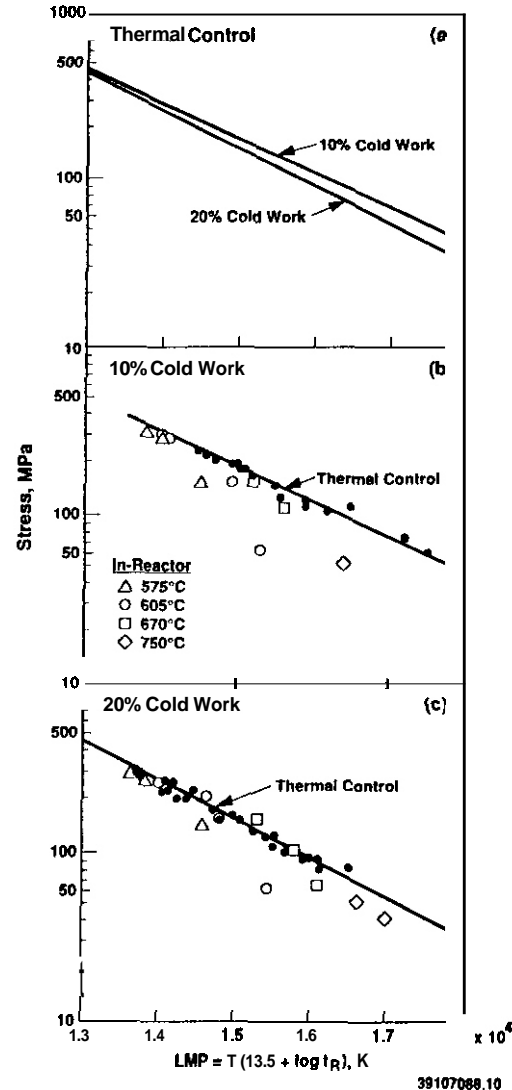 1000
Thermal Control
(a
500
10% Cold Work
100
50
20% Cold Work
10
10% Cold Work
(b
500
Thermal Control
Stress, MPa
100
50
In-Reactor
575°C
605°C
670°C
750°C
10
20% Cold Work
(c)
500
Thermal Control
100
50
10
1.3 1.4 1.5 1.6 1.7 x 10⁴
LMP = T (13.5 + log tR), K
39107088.10